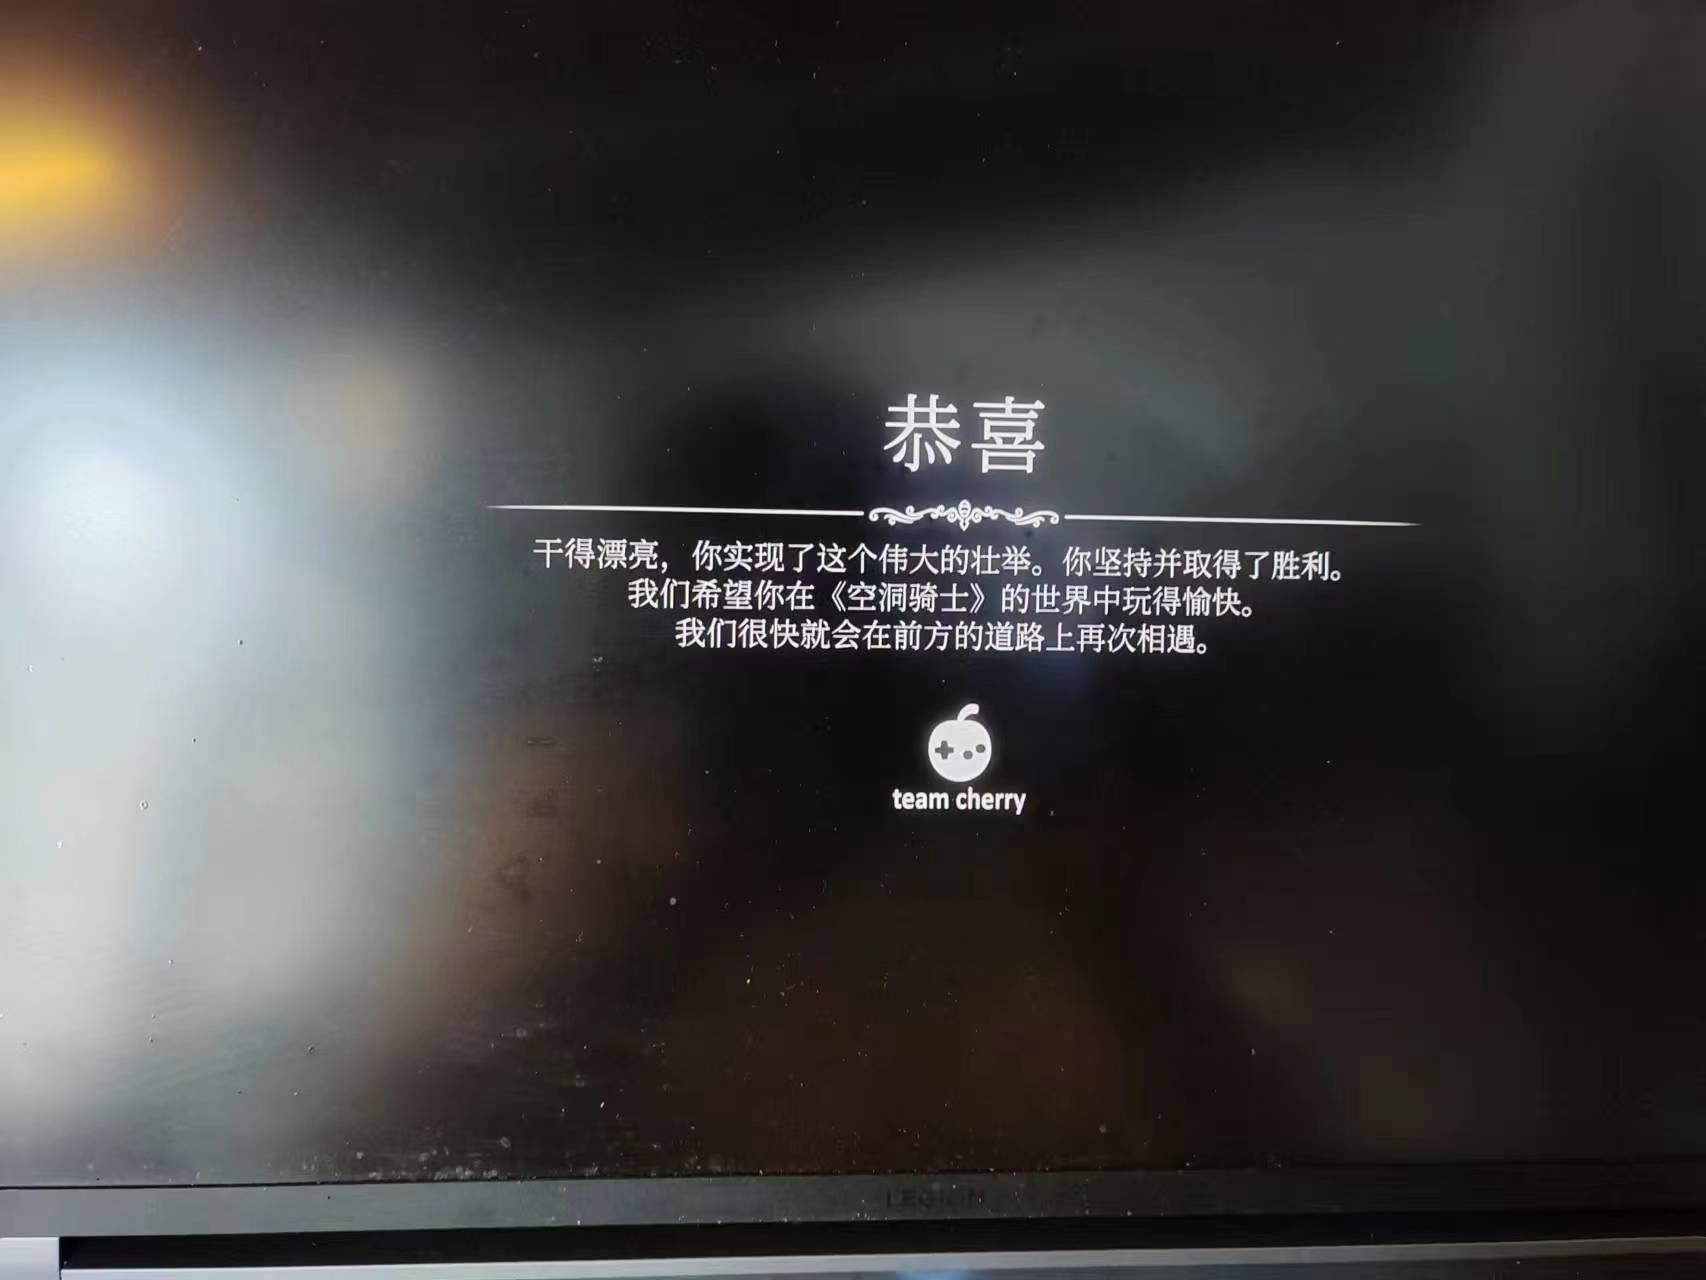 恭喜
干得漂亮，你实现了这个伟大的壮举。你坚持并取得了胜利。
我们希望你在《空洞骑士》的世界中玩得愉快。
我们很快就会在前方的道路上再次相遇。
team cherry
LEGION